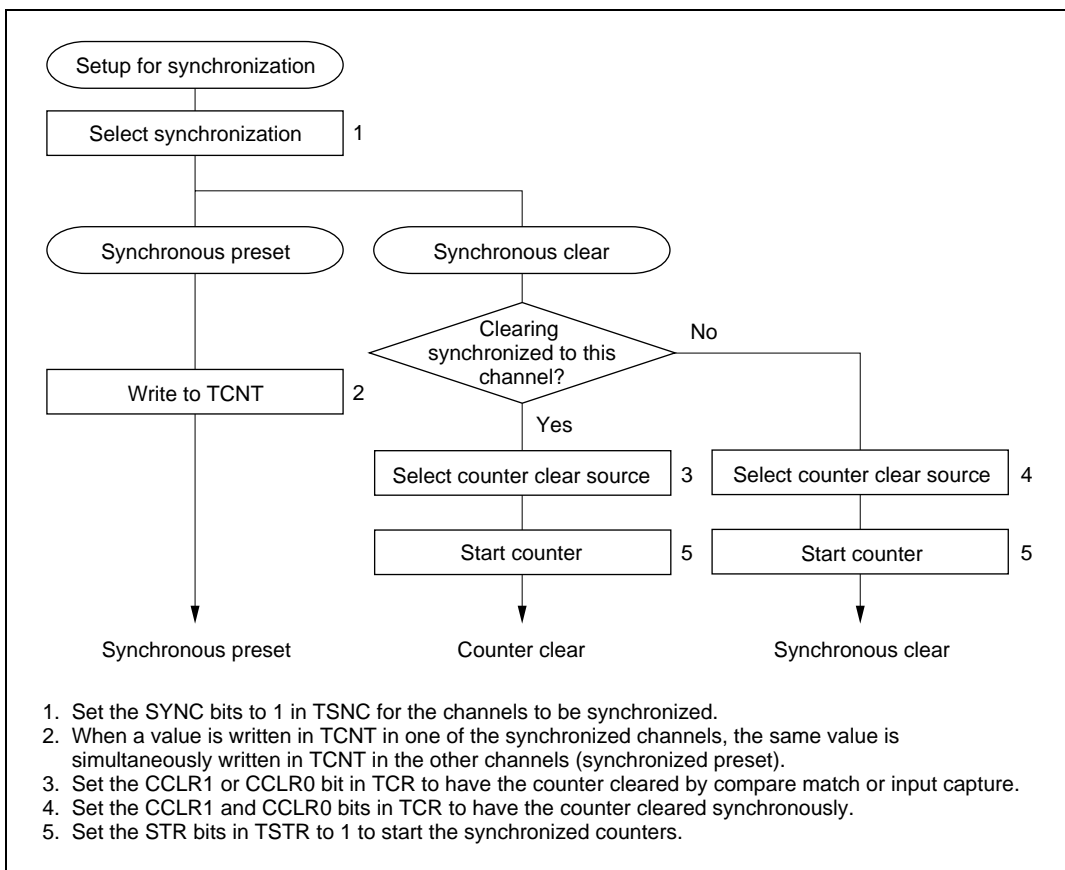 Setup for synchronization
Select synchronization 1
Synchronous preset
Synchronous clear
Clearing
synchronized to this
channel?
No
Yes
Write to TCNT 2
Select counter clear source 3
Select counter clear source 4
Start counter 5
Start counter 5
Synchronous preset
Counter clear
Synchronous clear
1. Set the SYNC bits to 1 in TSNC for the channels to be synchronized.
2. When a value is written in TCNT in one of the synchronized channels, the same value is
simultaneously written in TCNT in the other channels (synchronized preset).
3. Set the CCLR1 or CCLR0 bit in TCR to have the counter cleared by compare match or input capture.
4. Set the CCLR1 and CCLR0 bits in TCR to have the counter cleared synchronously.
5. Set the STR bits in TSTR to 1 to start the synchronized counters.